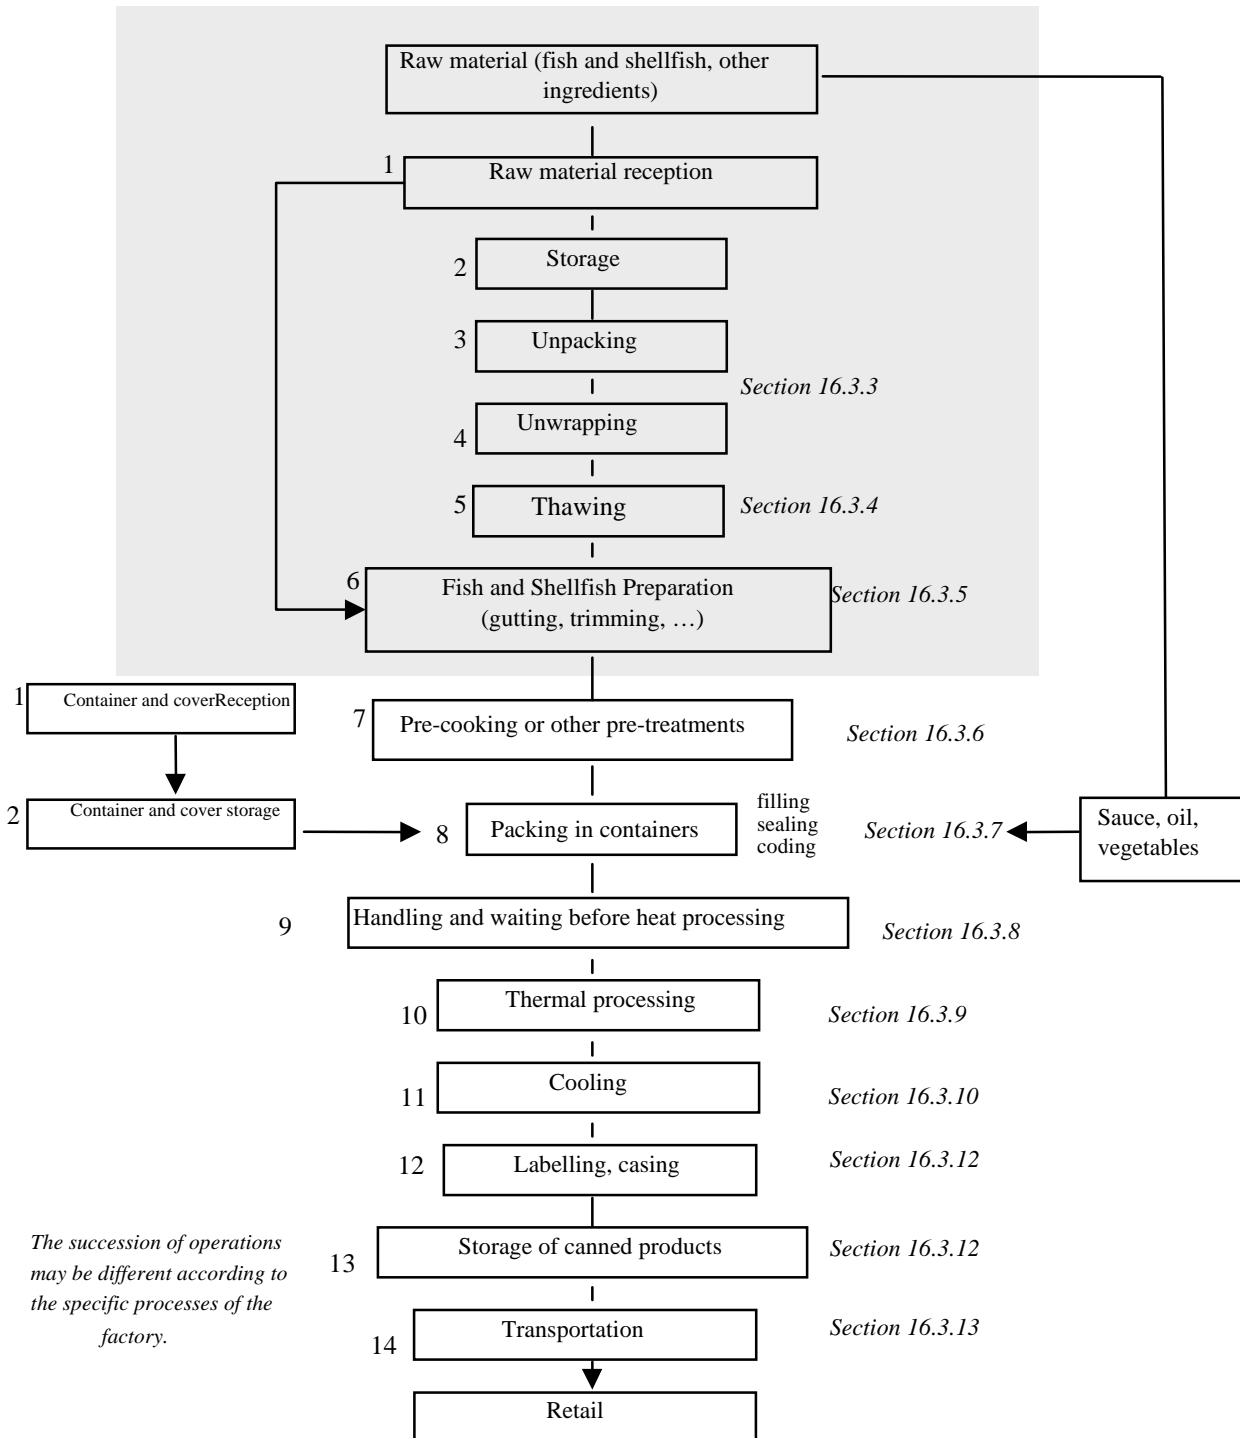 Raw material (fish and shellfish, other
ingredients)
1
Raw material reception
2
Storage
3
Unpacking
Section 16.3.3
4
Unwrapping
5
Thawing
Section 16.3.4
6
Fish and Shellfish Preparation
(gutting, trimming, …)
Section 16.3.5
1
Container and coverReception
7
Pre-cooking or other pre-treatments
Section 16.3.6
2
Container and cover storage
8
Packing in containers
filling
sealing
coding
Section 16.3.7
Sauce, oil,
vegetables
9
Handling and waiting before heat processing
Section 16.3.8
10
Thermal processing
Section 16.3.9
11
Cooling
Section 16.3.10
12
Labelling, casing
Section 16.3.12
The succession of operations
may be different according to
the specific processes of the
factory.
13
Storage of canned products
Section 16.3.12
14
Transportation
Section 16.3.13
Retail